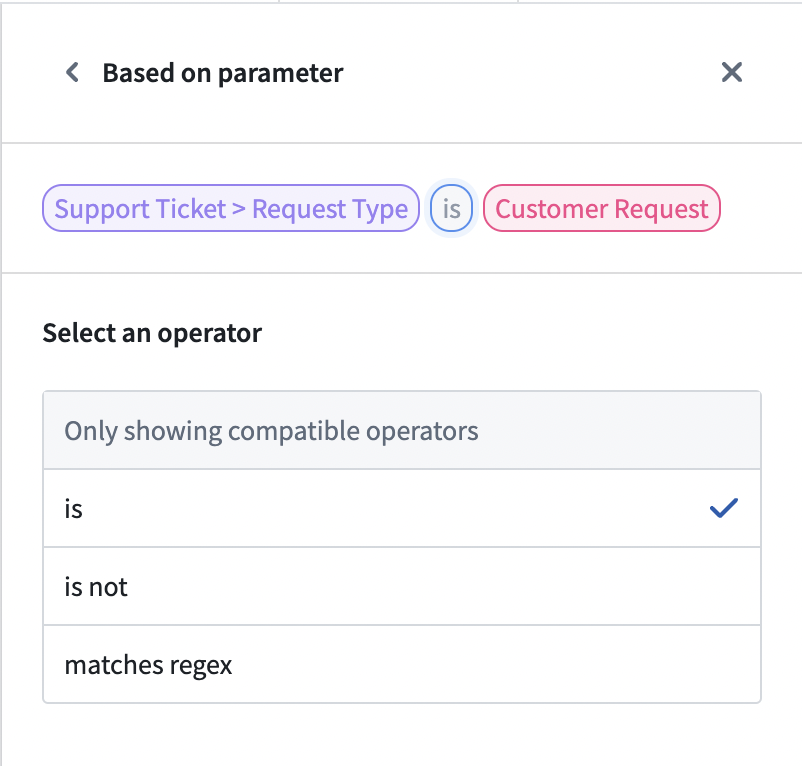 Based on parameter
Support Ticket > Request Type is Customer Request
Select an operator
Only showing compatible operators
is
is not
matches regex